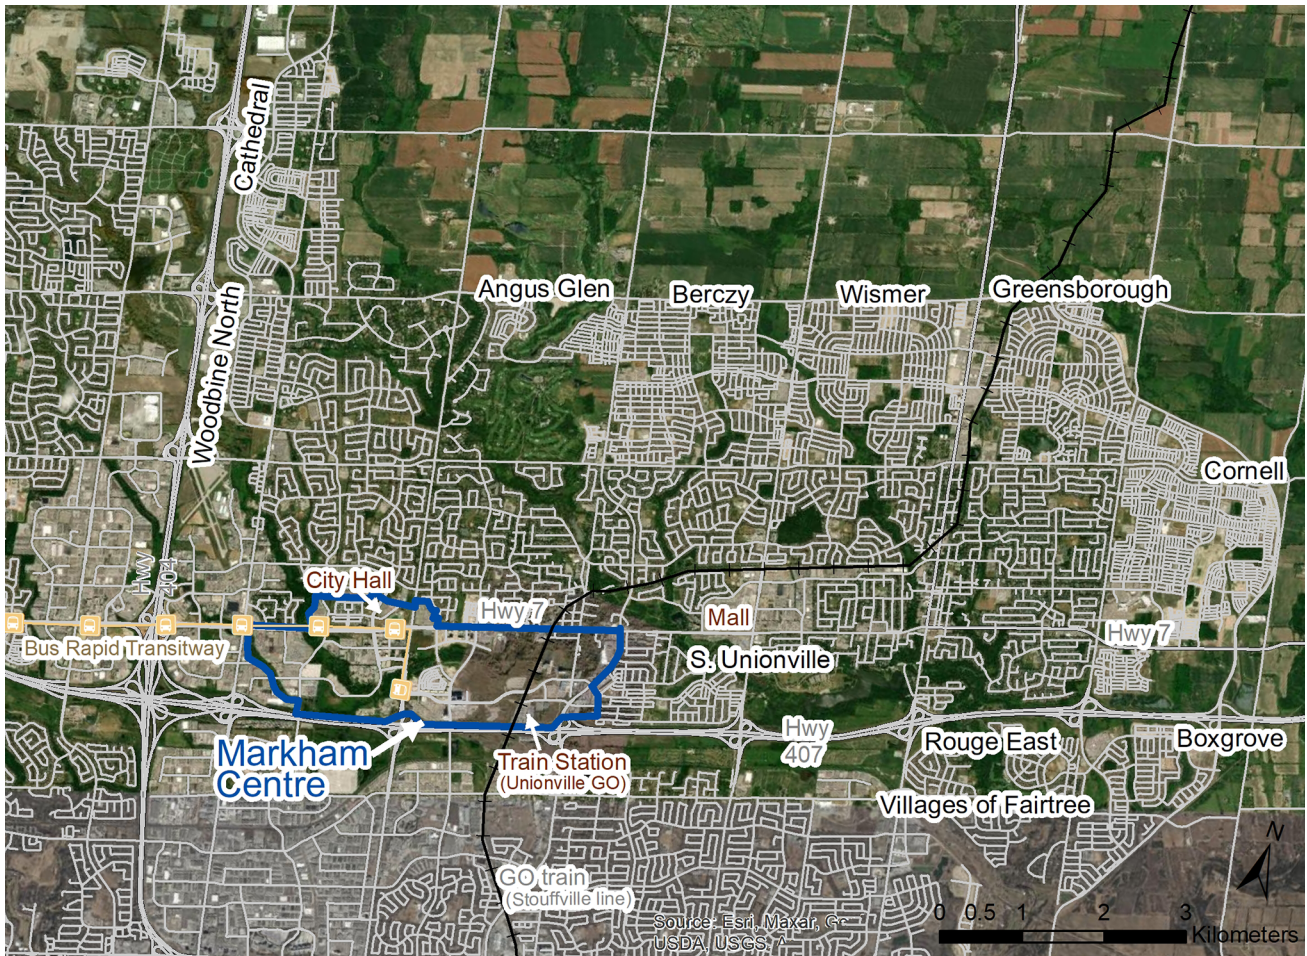 Cathedral
Angus Glen
Berczy
Wismer
Greensborough
Woodbine North
Cornell
Hwy
404
City Hall
Hwy 7
Mall
Hwy 7
Bus Rapid Transitway
S. Unionville
Markham
Centre
Train Station
(Unionville GO)
Hwy
407
Rouge East
Boxgrove
Villages of Fairtree
N
GO train
(Stouffville line)
Source: Esri, Maxar, Ge
USDA, USGS, A
0 0.5 1 2 3
Kilometers